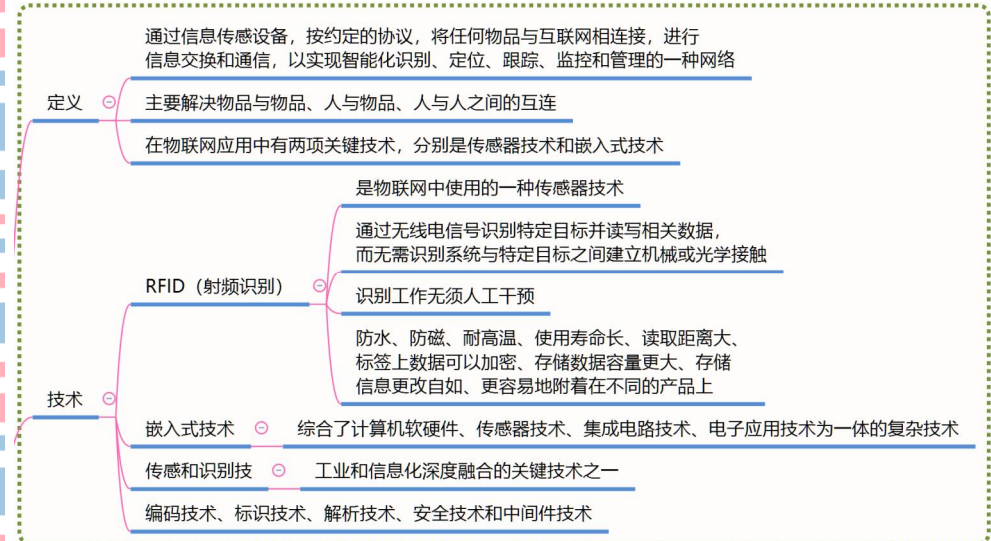 通过信息传感设备，按约定的协议，将任何物品与互联网相连接，进行
信息交换和通信，以实现智能化识别、定位、跟踪、监控和管理的一种网络
定义
主要解决物品与物品、人与物品、人与人之间的互连
在物联网应用中有两项关键技术，分别是传感器技术和嵌入式技术
是物联网中使用的一种传感器技术
通过无线电信号识别特定目标并读写相关数据，
而无需识别系统与特定目标之间建立机械或光学接触
RFID（射频识别）
识别工作无须人工干预
防水、防磁、耐高温、使用寿命长、读取距离大、
标签上数据可以加密、存储数据容量更大、存储
信息更改自如、更容易地附着在不同的产品上
技术
嵌入式技术
综合了计算机软硬件、传感器技术、集成电路技术、电子应用技术为一体的复杂技术
传感和识别技
工业和信息化深度融合的关键技术之一
编码技术、标识技术、解析技术、安全技术和中间件技术